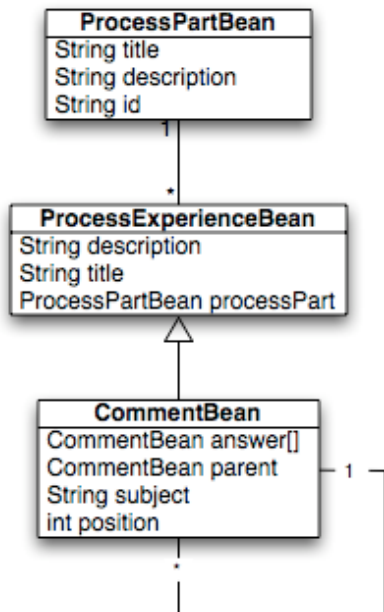 ProcessPartBean
String title
String description
String id
1
*
ProcessExperienceBean
String description
String title
ProcessPartBean processPart
CommentBean
CommentBean answer[]
CommentBean parent
String subject
int position
1
*